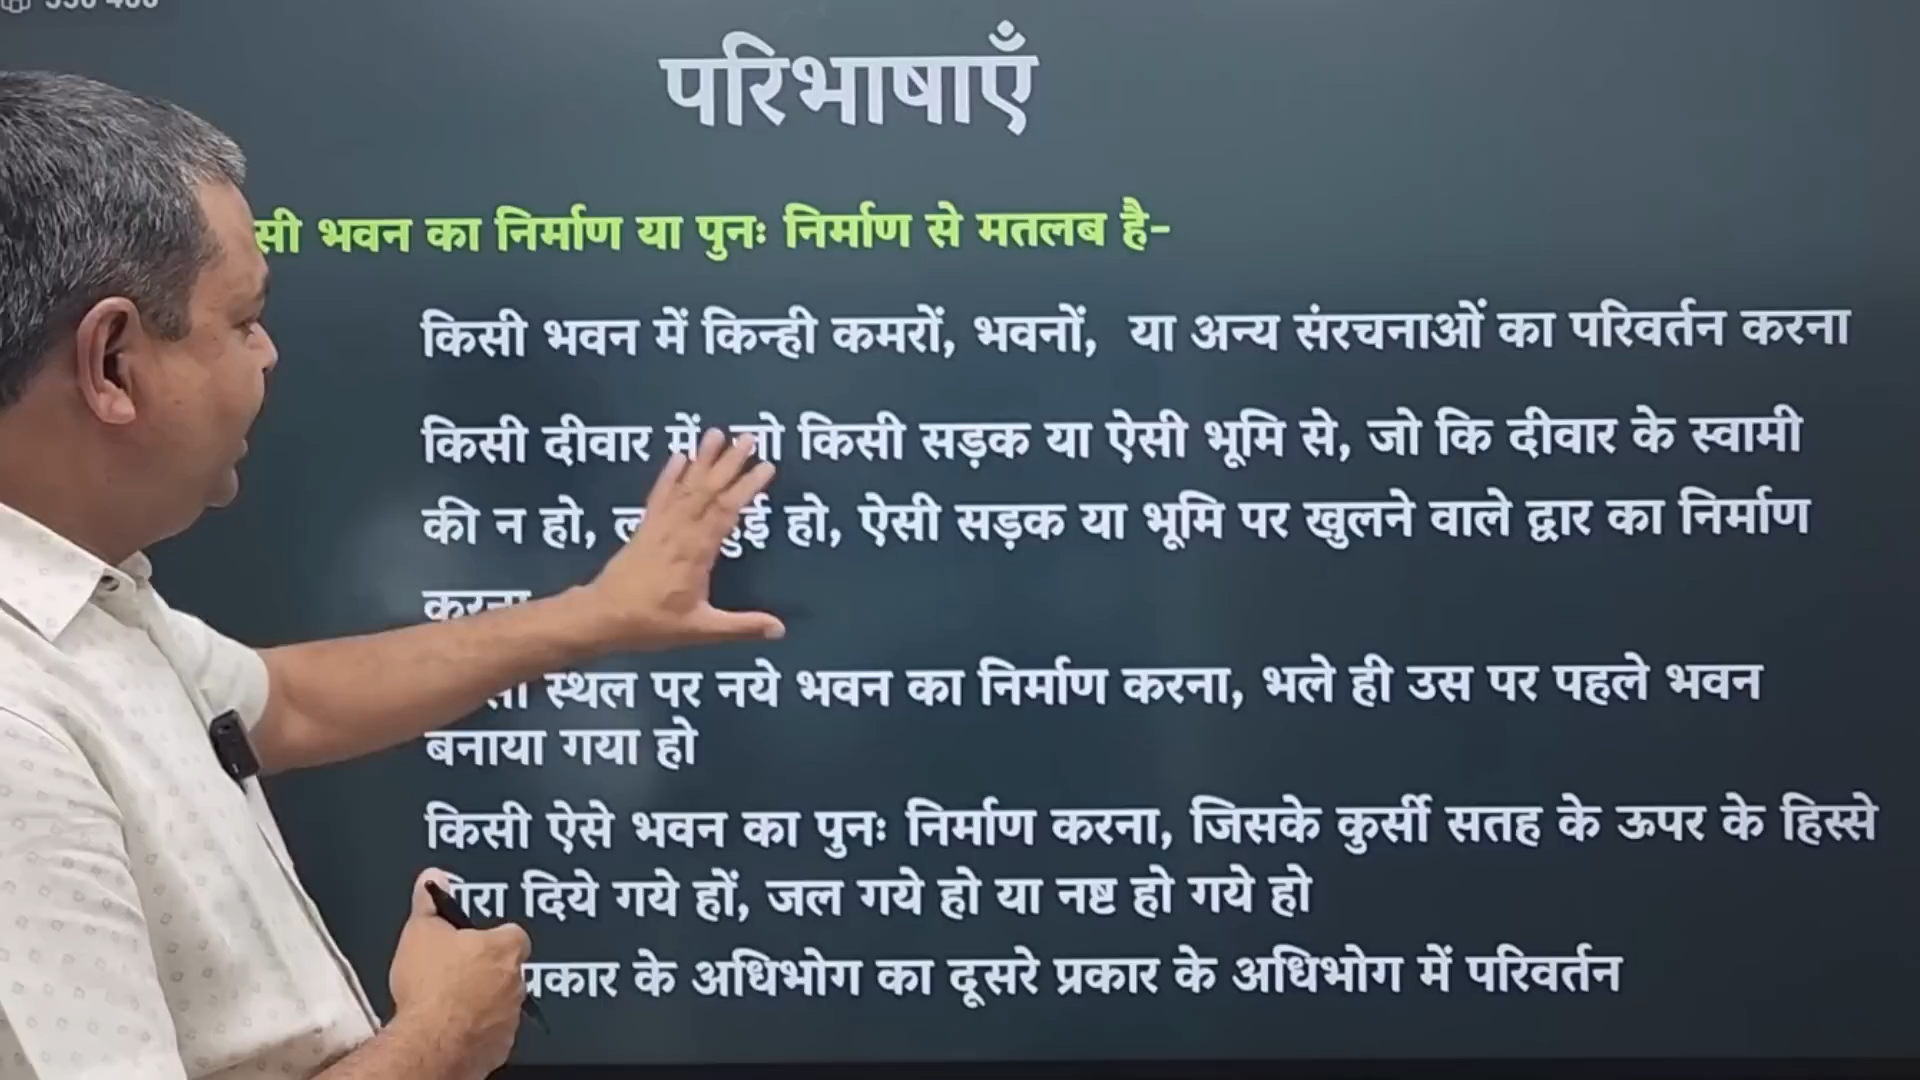 परिभाषाएँ
भवन का निर्माण या पुनः निर्माण से मतलब है-
किसी भवन में किन्ही कमरों, भवनों, या अन्य संरचनाओं का परिवर्तन करना
किसी दीवार में, जो किसी सड़क या ऐसी भूमि से, जो कि दीवार के स्वामी
की न हो, हो, ऐसी सड़क या भूमि पर खुलने वाले द्वार का निर्माण
करना
स्थल पर नये भवन का निर्माण करना, भले ही उस पर पहले भवन
बनाया गया हो
किसी ऐसे भवन का पुनः निर्माण करना, जिसके कुर्सी सतह के ऊपर के हिस्से
दिये गये हों, जल गये हो या नष्ट हो गये हो
प्रकार के अधिभोग का दूसरे प्रकार के अधिभोग में परिवर्तन